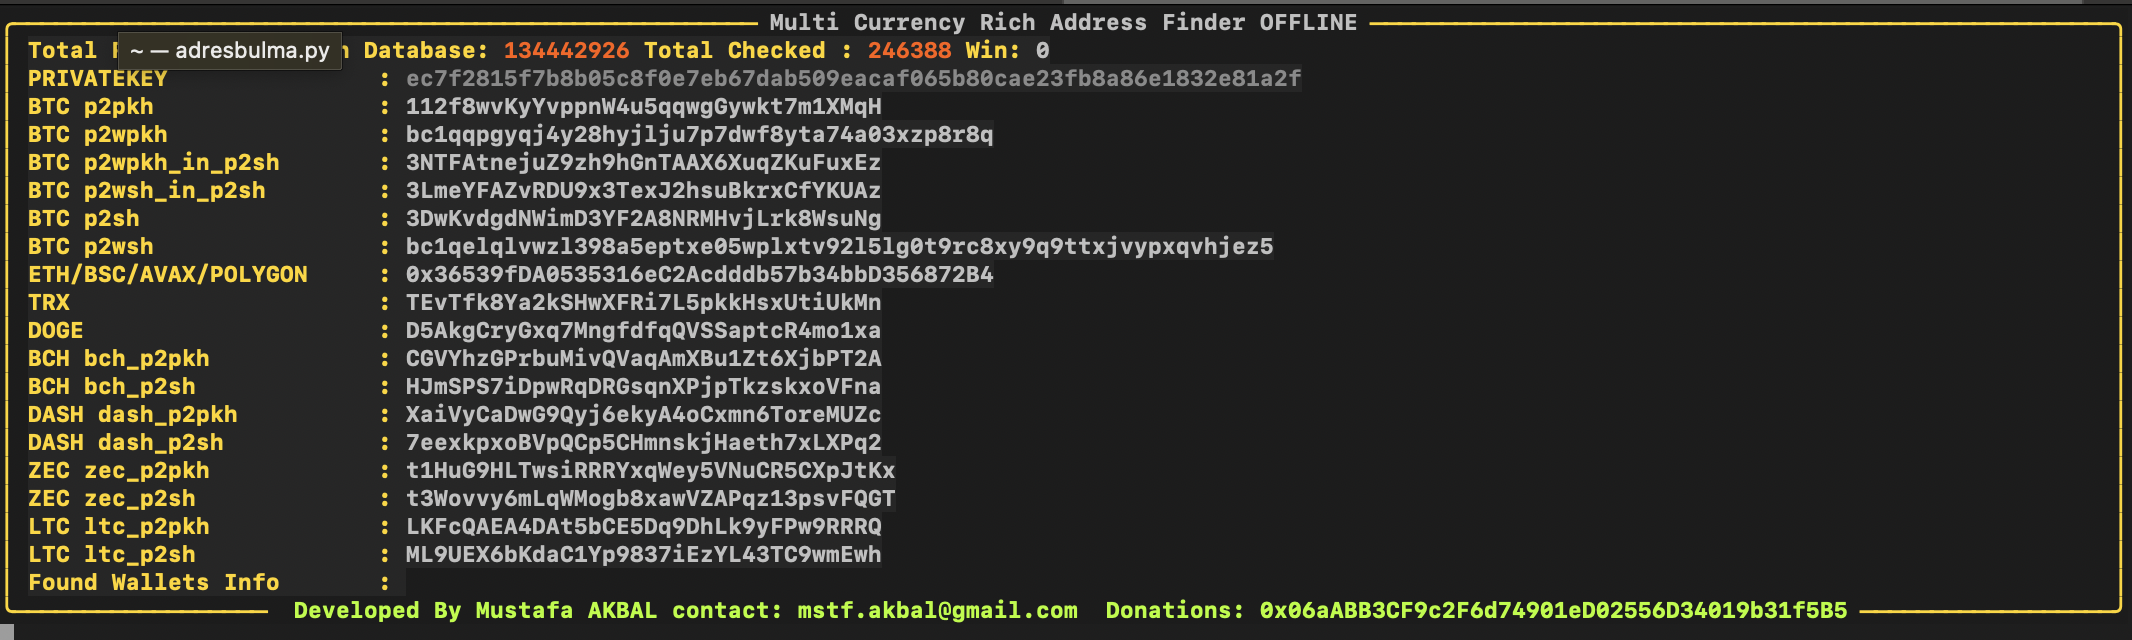 Multi Currency Rich Address Finder OFFLINE
Total Database: 134442926 Total Checked : 246388 Win: 0
~ — adresbulma.py
PRIVATEKEY : ec7f2815f7b8b05c8f0e7eb67dab509eacaf065b80cae23fb8a86e1832e81a2f
BTC p2pkh : 112f8wvKyYvppnW4u5qqwgGywkt7m1XMqH
BTC p2wpkh : bc1qqpgyqj4y28hyjlju7p7dwf8yta74a03xzp8r8q
BTC p2wpkh_in_p2sh : 3NTFAtnejuZ9zh9hGnTAAX6XuqZKuFuxEz
BTC p2wsh_in_p2sh : 3LmeYFAZvRDU9x3TexJ2hsuBkrxCfYKUAz
BTC p2sh : 3DwKvdgdNWimD3YF2A8NRMHvjLrk8WsuNg
BTC p2wsh : bc1qelqlvwzl398a5eptxe05wplxtv92l5lg0t9rc8xy9q9ttxjvypxqvhjez5
ETH/BSC/AVAX/POLYGON : 0x36539fDA0535316eC2Acdddb57b34bbD356872B4
TRX : TEvTfk8Ya2kSHwXFRi7L5pkkHsxUtiUkMn
DOGE : D5AkgCryGxq7MngfdfqQVSSaptcR4mo1xa
BCH bch_p2pkh : CGVYhzGPrbuMivQVaqAmXBu1Zt6XjbPT2A
BCH bch_p2sh : HJmSPS7iDpwRqDRGsqnXPjpTkzskxoVFna
DASH dash_p2pkh : XaiVyCaDwG9Qyj6ekyA4oCxmn6ToreMUZc
DASH dash_p2sh : 7eexkpxoBVpQCp5CHmnskjHaeth7xLXPq2
ZEC zec_p2pkh : t1HuG9HLTwsiRRRYxqWey5VNuCR5CXpJtKx
ZEC zec_p2sh : t3Wovvy6mLqWMogb8xawVZAPqz13psvFQGT
LTC ltc_p2pkh : LKFcQAEA4DAt5bCE5Dq9DhLk9yFPw9RRRQ
LTC ltc_p2sh : ML9UEX6bKdaC1Yp9837iEzYL43TC9wmEwh
Found Wallets Info :
Developed By Mustafa AKBAL contact: mstf.akbal@gmail.com Donations: 0x06aABB3CF9c2F6d74901eD02556D34019b31f5B5